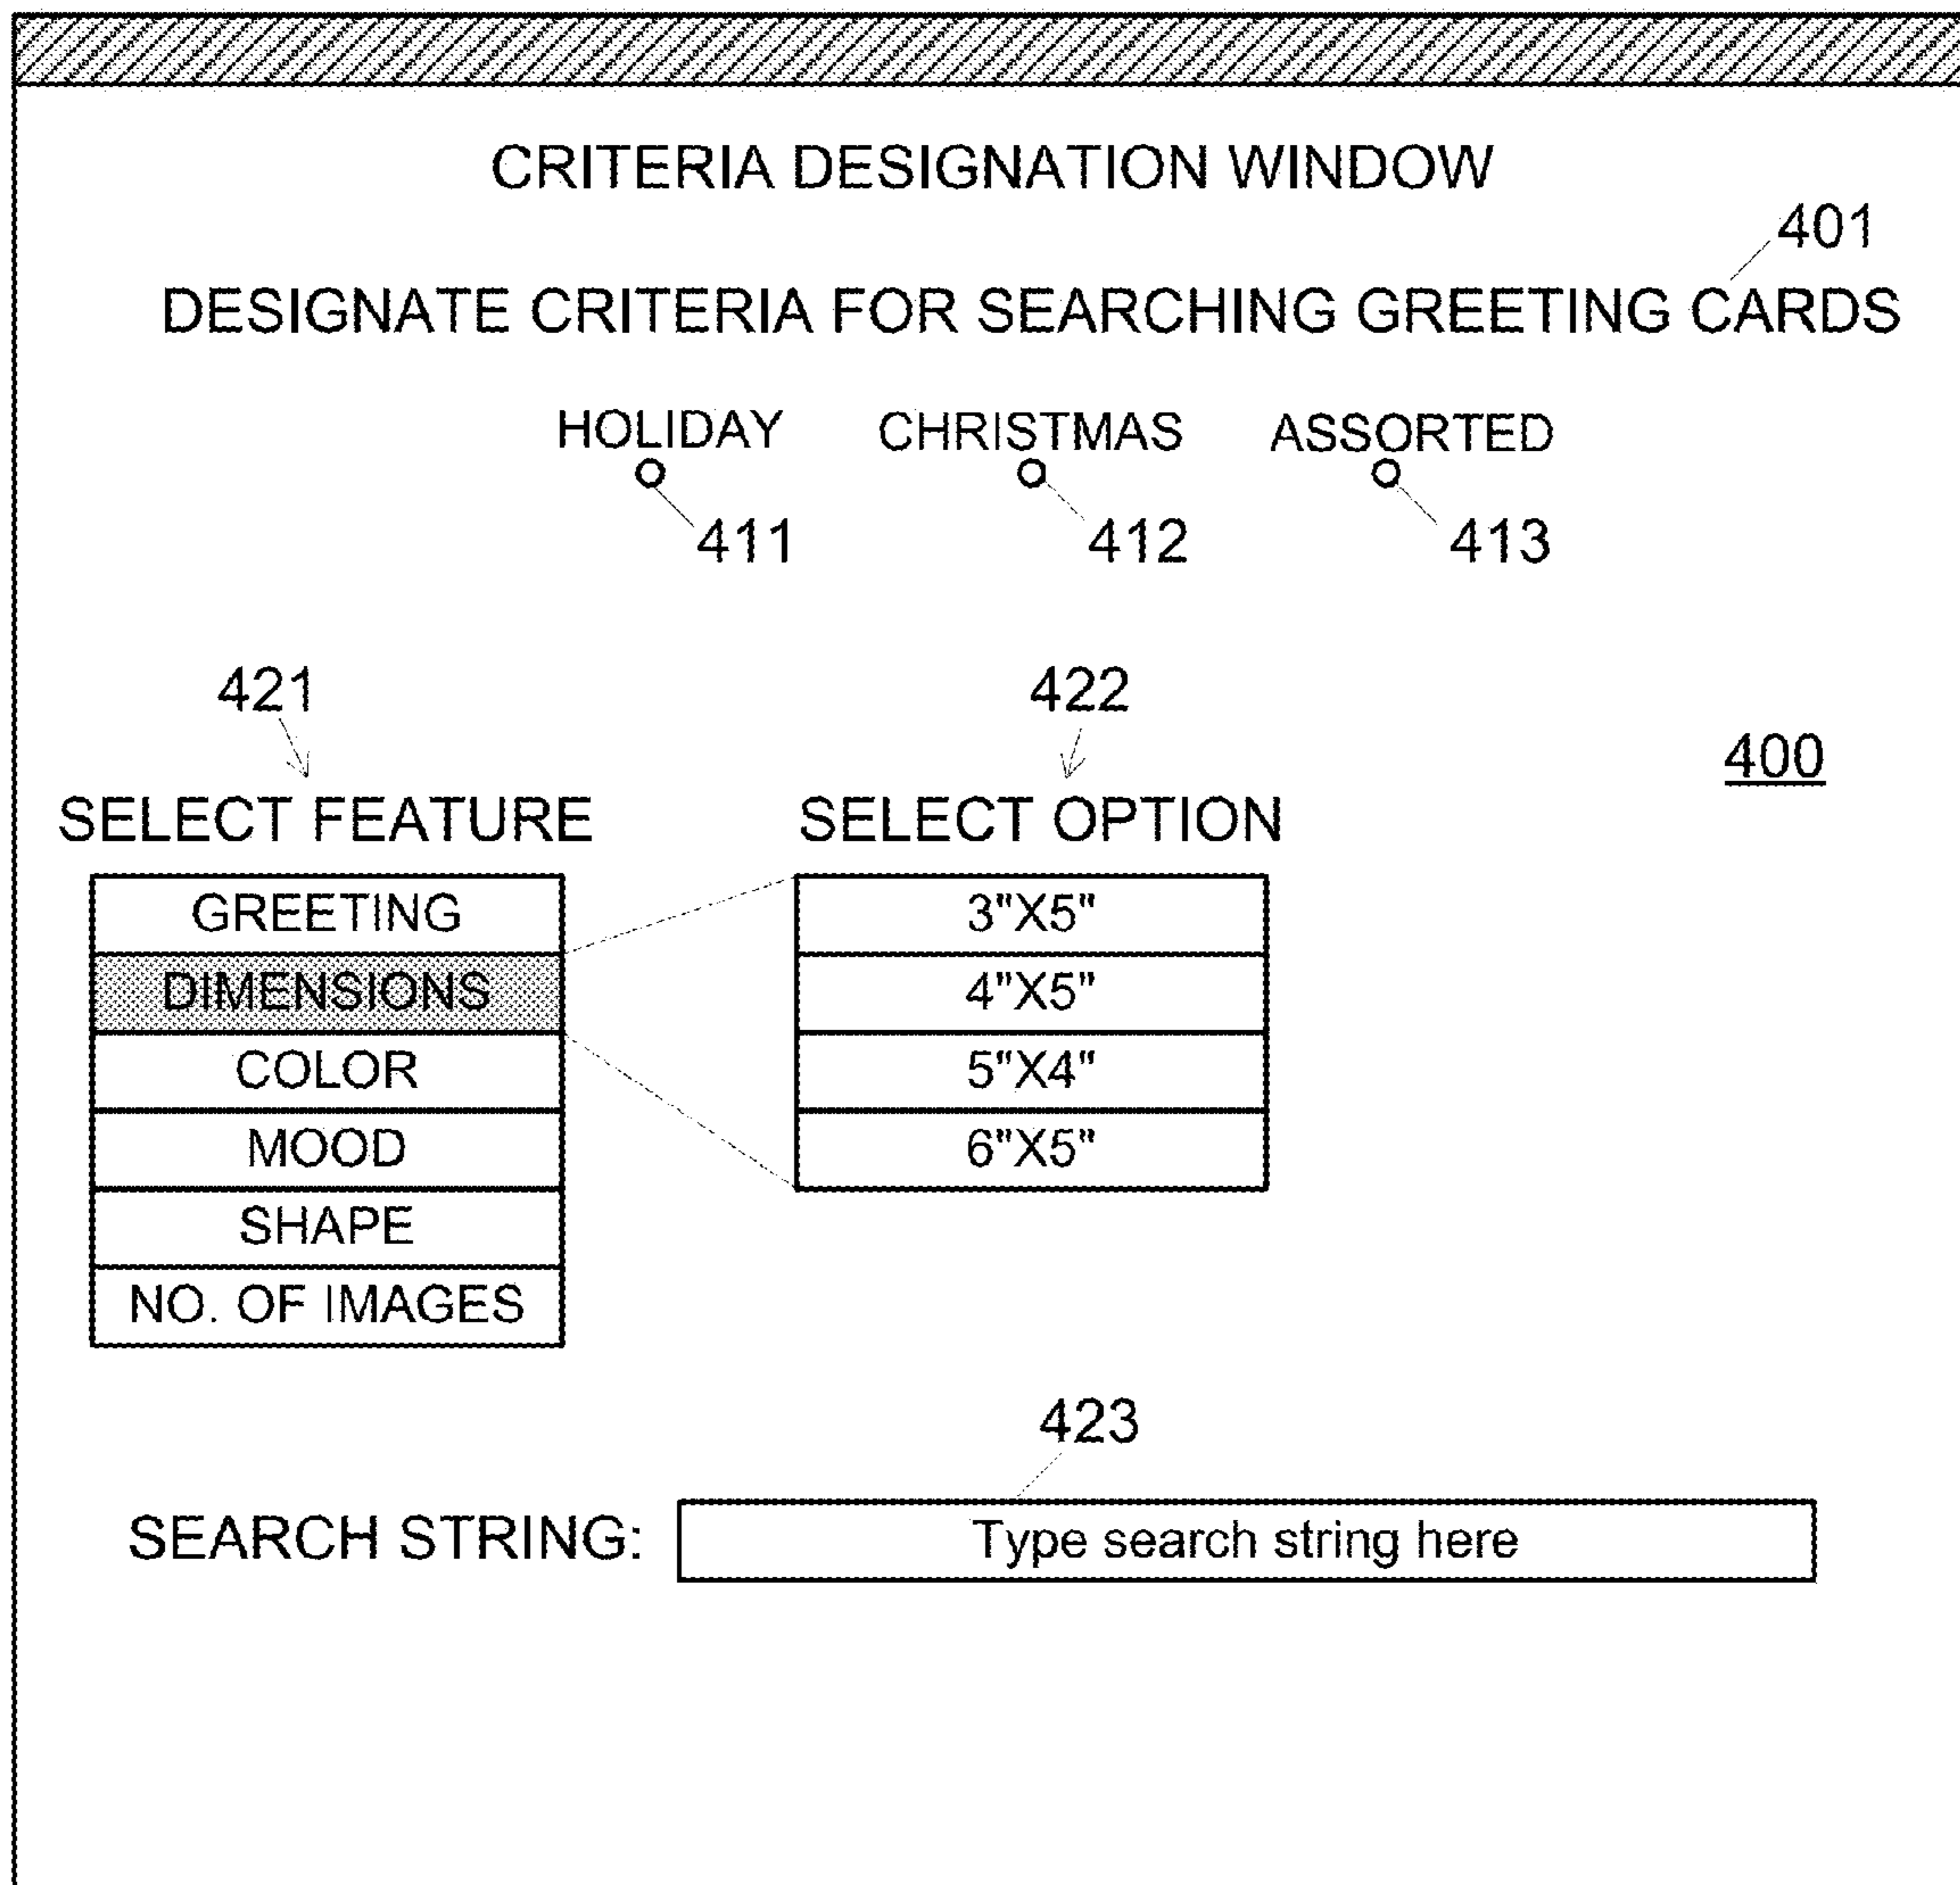 CRITERIA DESIGNATION WINDOW
401
DESIGNATE CRITERIA FOR SEARCHING GREETING CARDS
HOLIDAY CHRISTMAS ASSORTED
411 412 413
421 422
400
SELECT FEATURE SELECT OPTION
GREETING 3"X5"
DIMENSIONS 4"X5"
COLOR 5"X4"
MOOD 6"X5"
SHAPE
NO. OF IMAGES
423
SEARCH STRING: Type search string here